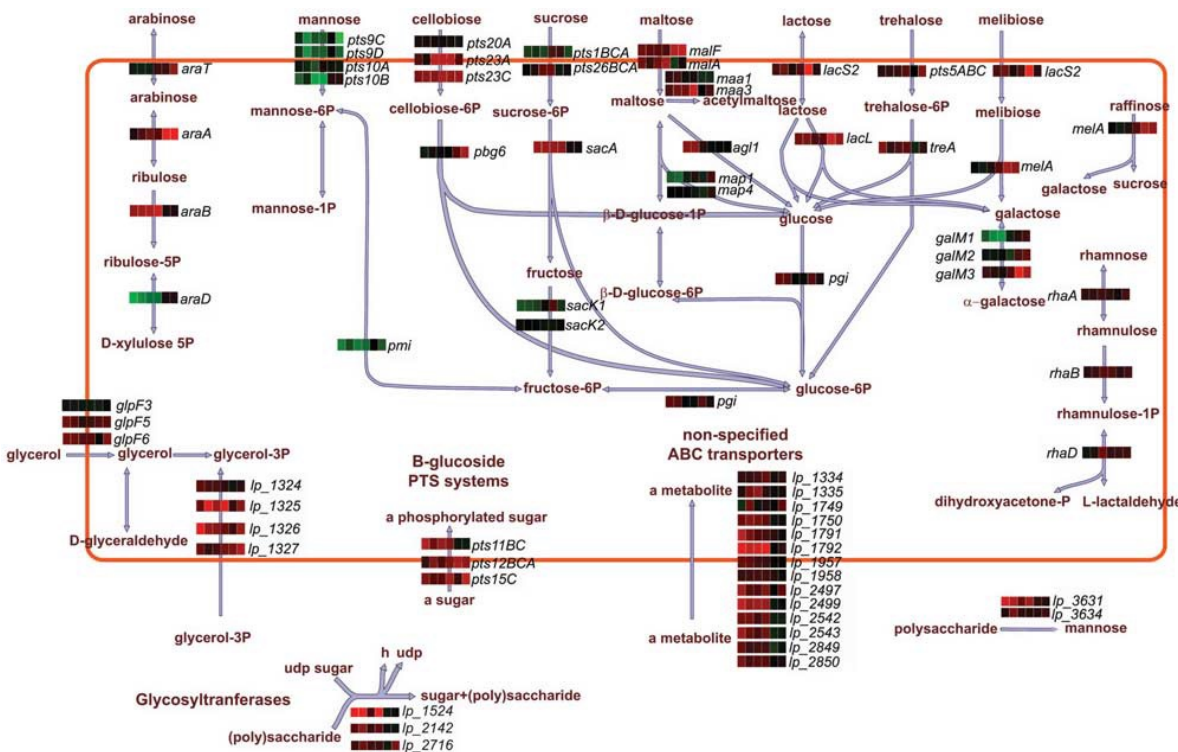 arabinose
mannose
cellobiose
sucrose
maltose
lactose
trehalose
melibiose
pts9C
pts9D
pts10A
pts10B
pts20A
pts23A
pts23C
pts1BCA
pts26BCA
malF
malA
maa1
maa3
lacS2
pts5ABC
lacS2
araT
arabinose
mannose-6P
cellobiose-6P
sucrose-6P
maltose
acetylmaltose
lactose
trehalose-6P
melibiose
raffinose
araA
pbg6
sacA
agl1
lacL
treA
melA
melA
ribulose
map1
map4
galactose
sucrose
mannose-1P
β-D-glucose-1P
glucose
galactose
araB
galM1
galM2
galM3
ribulose-5P
fructose
pgi
rhamnose
β-D-glucose-6P
α-galactose
araD
sacK1
sacK2
rhaA
rhamnulose
D-xylulose 5P
pmi
rhaB
fructose-6P
glucose-6P
pgi
glpF3
glpF5
glpF6
rhamnulose-1P
glycerol
glycerol
glycerol-3P
rhaD
B-glucoside
PTS systems
non-specified
ABC transporters
dihydroxyacetone-P
L-lactaldehyde
lp_1324
lp_1325
lp_1326
lp_1327
a metabolite
lp_1334
lp_1335
lp_1749
lp_1750
lp_1791
lp_1792
lp_1957
lp_1958
lp_2497
lp_2499
lp_2542
lp_2543
lp_2849
lp_2850
D-glyceraldehyde
a phosphorylated sugar
pts11BC
pts12BCA
pts15C
a sugar
a metabolite
glycerol-3P
lp_3631
lp_3634
polysaccharide
mannose
h udp
udp sugar
Glycosyltranferases
sugar+(poly)saccharide
(poly)saccharide
lp_1524
lp_2142
lp_2716